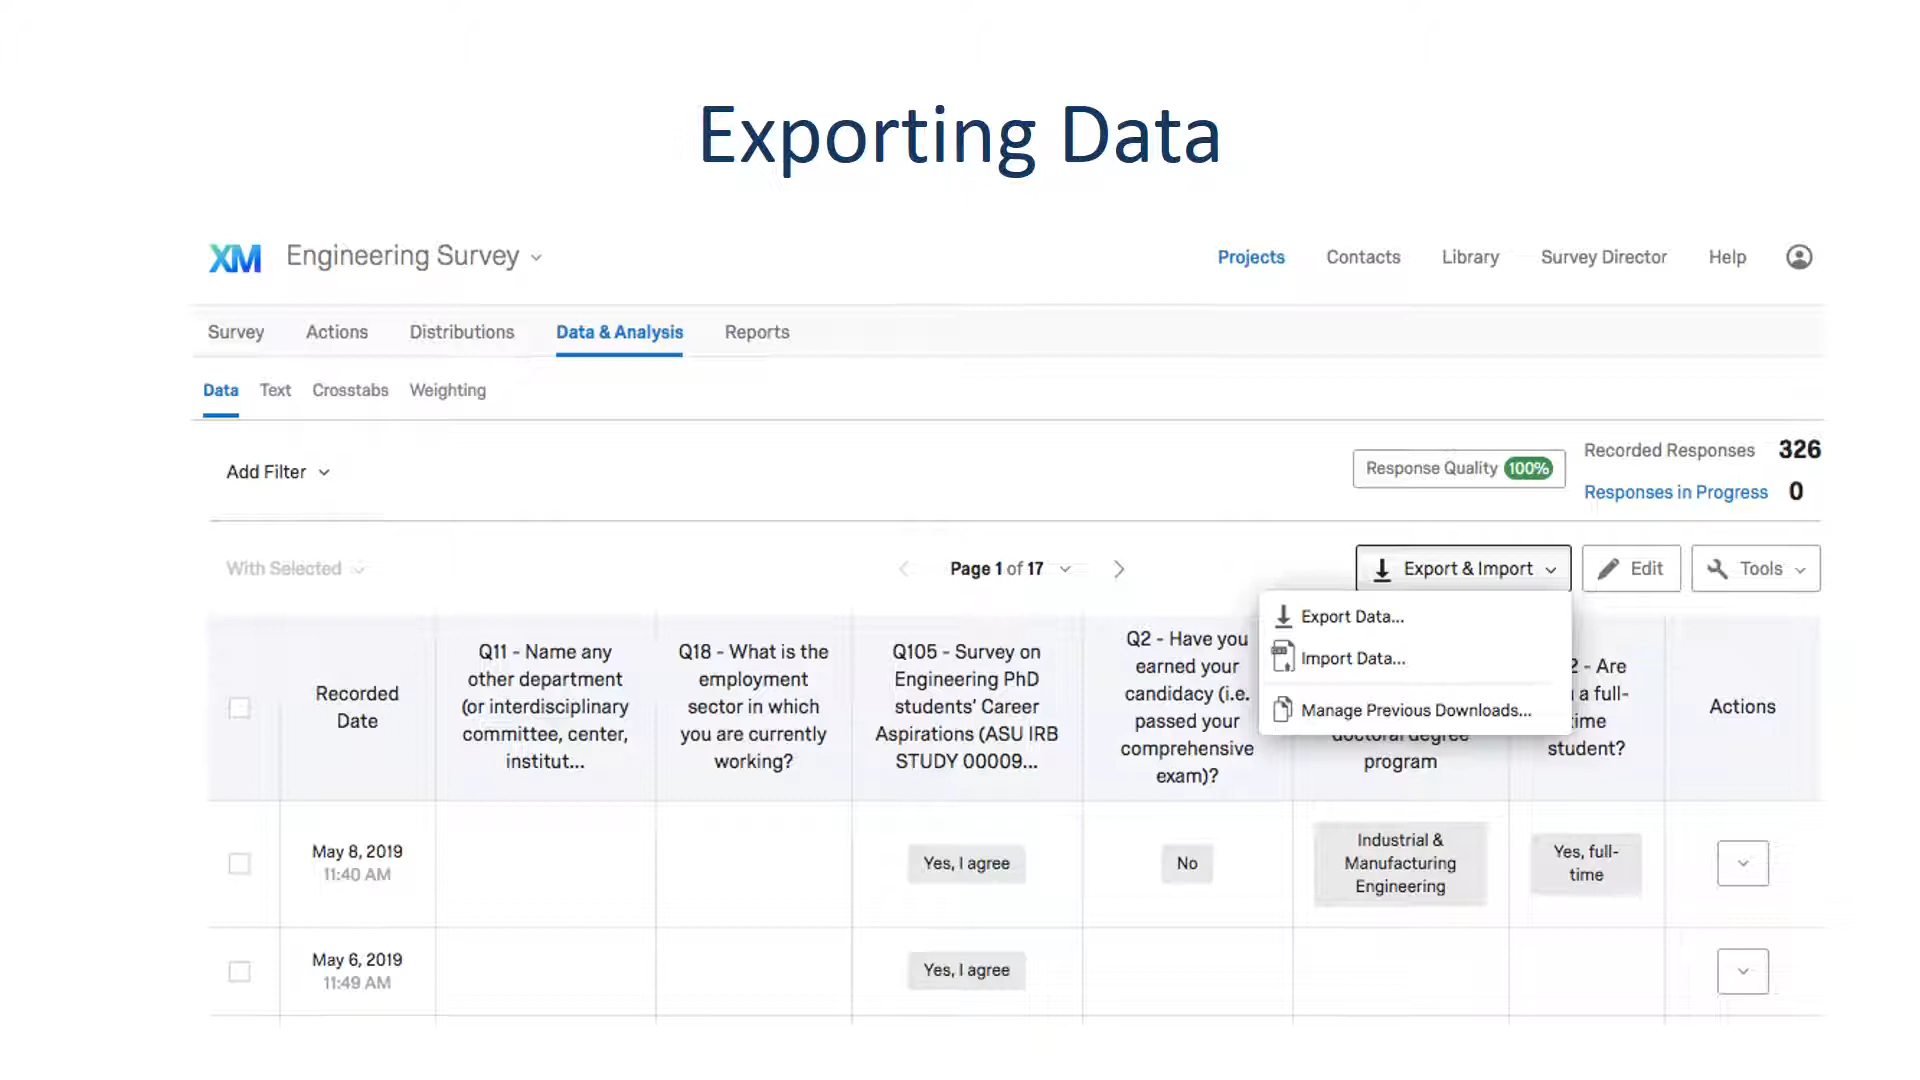 Exporting Data
XM Engineering Survey
Projects Contacts Library Survey Director Help
Survey Actions Distributions Data & Analysis Reports
Data Text Crosstabs Weighting
Add Filter
Response Quality 100%
Recorded Responses 326
Responses in Progress 0
With Selected
Page 1 of 17
Export & Import
Edit
Tools
Export Data...
Import Data...
Manage Previous Downloads...
Recorded
Date
Q11 - Name any
other department
(or interdisciplinary
committee, center,
institut...
Q18 - What is the
employment
sector in which
you are currently
working?
Q105 - Survey on
Engineering PhD
students' Career
Aspirations (ASU IRB
STUDY 00009...
Q2 - Have you
earned your
candidacy (i.e.
passed your
comprehensive
exam)?
doctoral degree
program
2 - Are
a full-
time
student?
Actions
May 8, 2019
11:40 AM
Yes, I agree
No
Industrial &
Manufacturing
Engineering
Yes, full-
time
May 6, 2019
11:49 AM
Yes, I agree